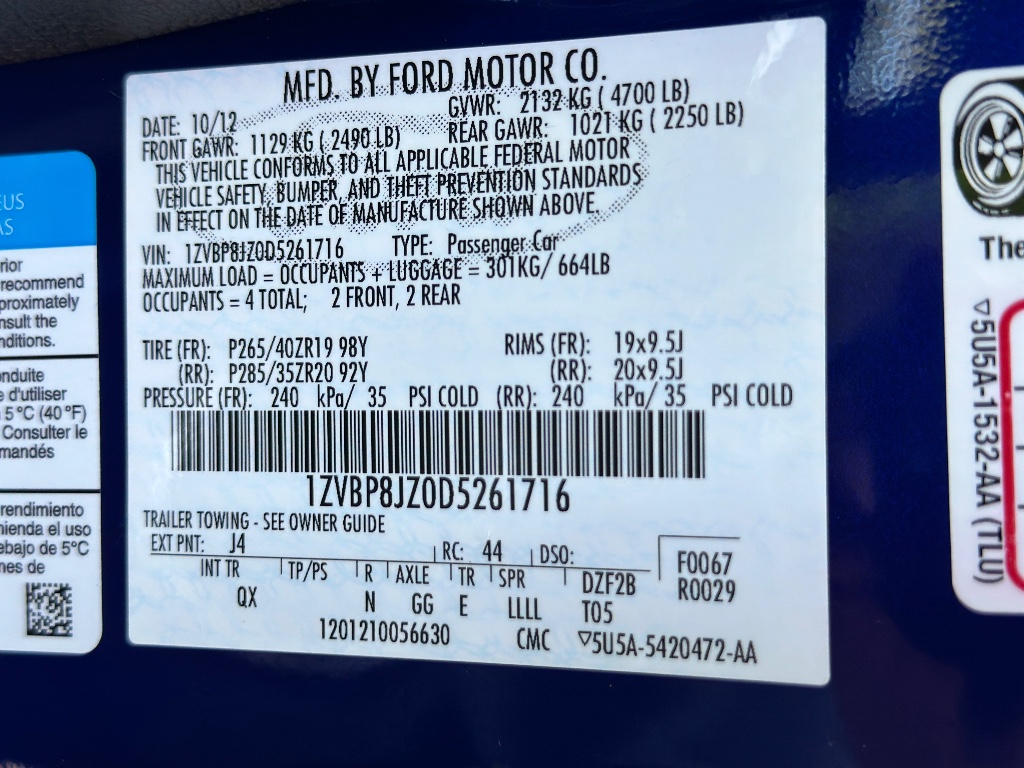 MFD. BY FORD MOTOR CO.
DATE: 10/12
GVWR: 2132 KG ( 4700 LB)
FRONT GAWR: 1129 KG ( 2490 LB)
REAR GAWR: 1021 KG ( 2250 LB)
THIS VEHICLE CONFORMS TO ALL APPLICABLE FEDERAL MOTOR
VEHICLE SAFETY, BUMPER, AND THEFT PREVENTION STANDARDS
IN EFFECT ON THE DATE OF MANUFACTURE SHOWN ABOVE.
VIN: 1ZVBP8JZ0D5261716 TYPE: Passenger Car
MAXIMUM LOAD = OCCUPANTS + LUGGAGE = 301KG/ 664LB
OCCUPANTS = 4 TOTAL; 2 FRONT, 2 REAR
TIRE (FR): P265/40ZR19 98Y RIMS (FR): 19x9.5J
(RR): P285/35ZR20 92Y (RR): 20x9.5J
PRESSURE (FR): 240 kPa/ 35 PSI COLD (RR): 240 kPa/ 35 PSI COLD
1ZVBP8JZ0D5261716
TRAILER TOWING - SEE OWNER GUIDE
EXT PNT: J4 RC: 44 DSO: F0067
INT TR TP/PS R AXLE TR SPR DZF2B R0029
QX N GG E LLLL T05
1201210056630 CMC ▽5U5A-5420472-AA
EUS
AS
rior
recommend
proximately
nsult the
nditions.
onduite
e d'utiliser
5°C (40°F)
Consulter le
mandés
rendimiento
mienda el uso
ebajo de 5°C
nes de
The
▽5U5A-1532-AA (TLU)